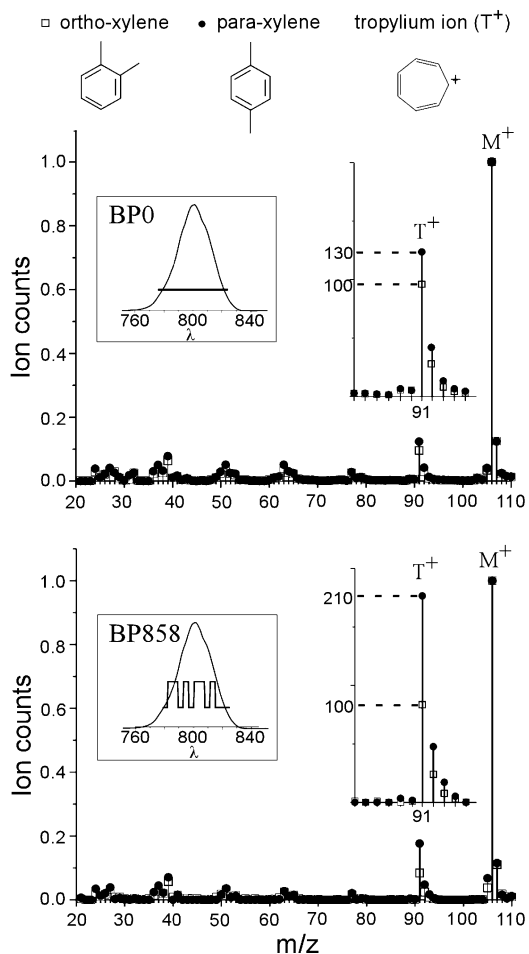 □ ortho-xylene ● para-xylene tropylium ion (T+)
+
M+
1.0
0.8
0.6
0.4
0.2
0.0
Ion counts
BP0
760 800 840
λ
T+
130
100
91
20 30 40 50 60 70 80 90 100 110
M+
1.0
0.8
0.6
0.4
0.2
0.0
Ion counts
BP858
760 800 840
λ
T+
210
100
91
20 30 40 50 60 70 80 90 100 110
m/z